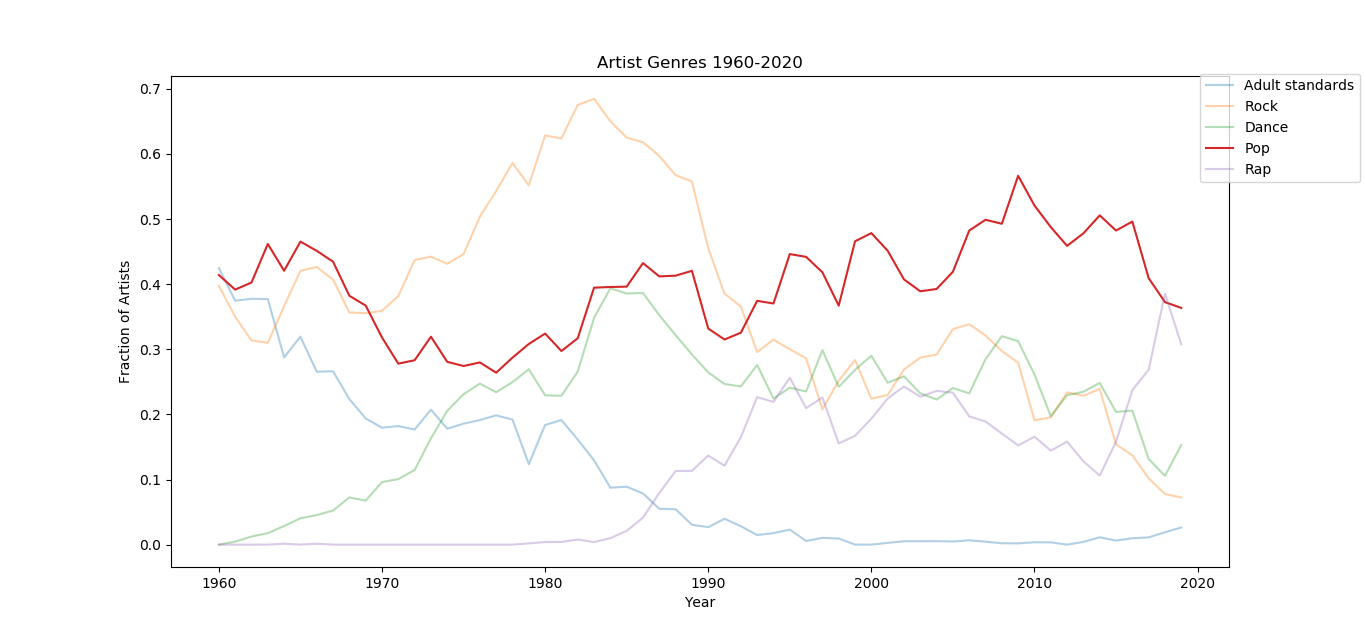 Artist Genres 1960-2020
Adult standards
Rock
Dance
Pop
Rap
Fraction of Artists
0.7
0.6
0.5
0.4
0.3
0.2
0.1
0.0
1960 1970 1980 1990 2000 2010 2020
Year